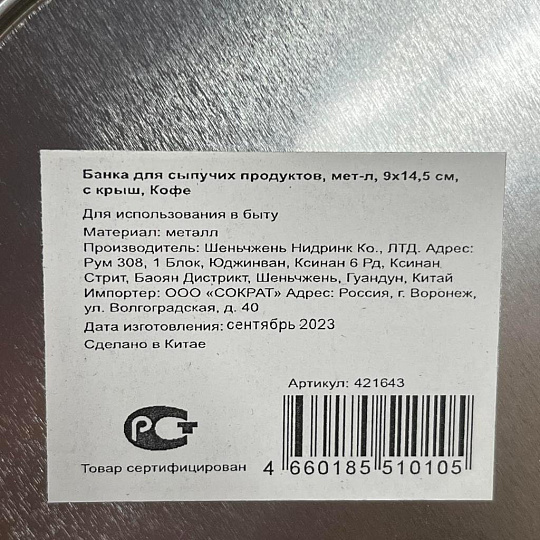 Банка для сыпучих продуктов, мет-л, 9х14,5 см,
с крыш, Кофе
Для использования в быту
Материал: металл
Производитель: Шеньчжень Нидринк Ко., ЛТД. Адрес:
Рум 308, 1 Блок, Юджинван, Ксинан 6 Рд, Ксинан
Стрит, Баоян Дистрикт, Шеньчжень, Гуандун, Китай
Импортер: ООО «СОКРАТ» Адрес: Россия, г. Воронеж,
ул. Волгоградская, д. 40
Дата изготовления: сентябрь 2023
Сделано в Китае
Артикул: 421643
РСТ
Товар сертифицирован
4 660185 510105